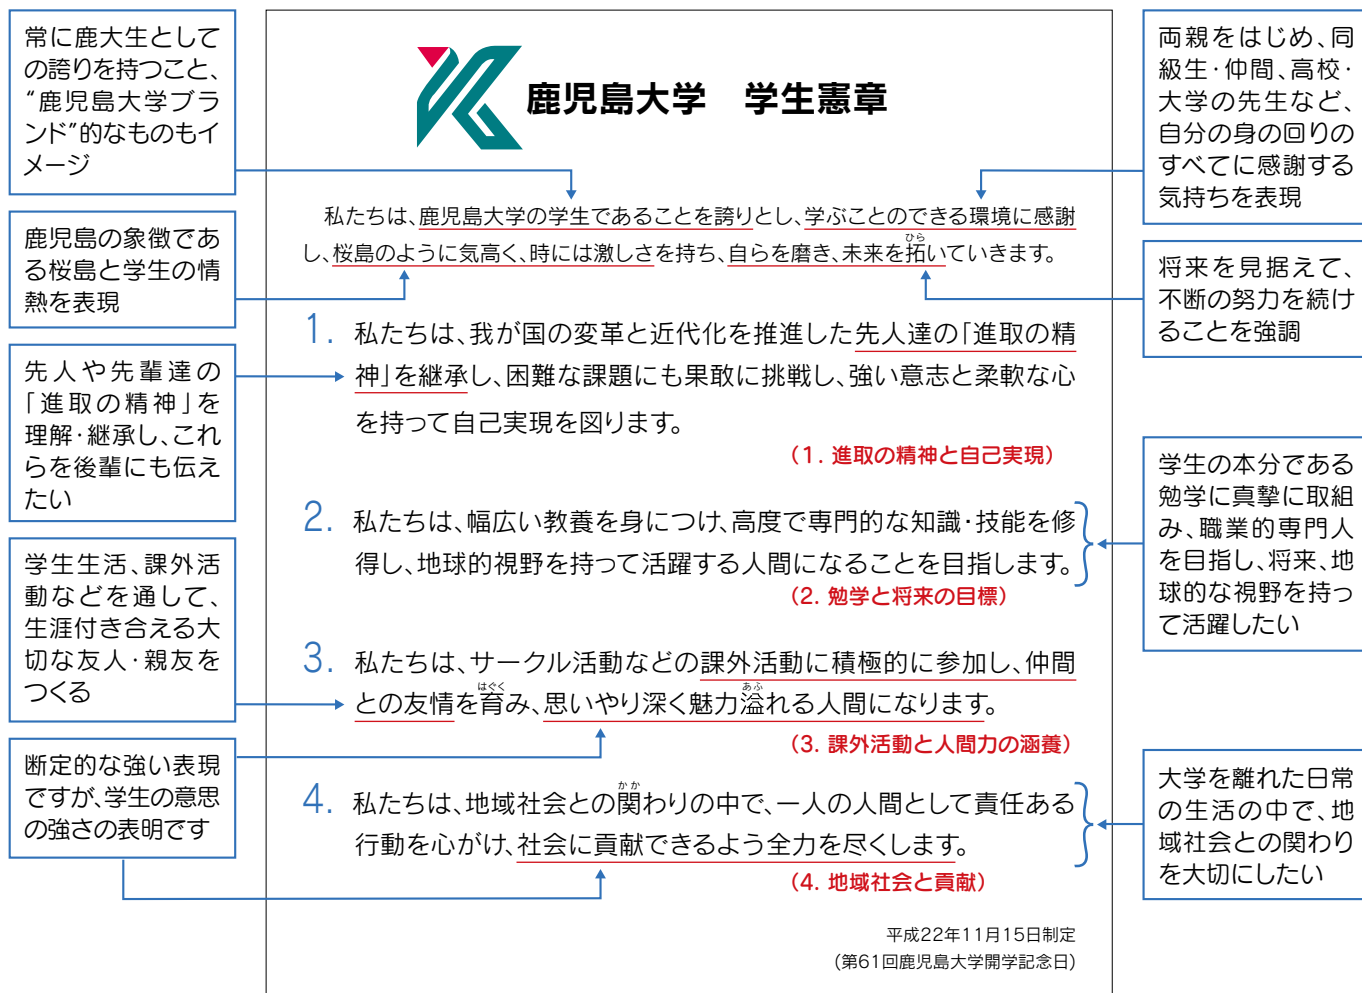 常に鹿大生として
の誇りを持つこと、
“鹿児島大学ブラ
ンド”的なものもイ
メージ
鹿児島の象徴であ
る桜島と学生の情
熱を表現
先人や先輩達の
「進取の精神」を
理解・継承し、これ
らを後輩にも伝え
たい
学生生活、課外活
動などを通して、
生涯付き合える大
切な友人・親友を
つくる
断定的な強い表現
ですが、学生の意思
の強さの表明です
鹿児島大学 学生憲章
私たちは、鹿児島大学の学生であることを誇りとし、学ぶことのできる環境に感謝
ひら
し、桜島のように気高く、時には激しさを持ち、自らを磨き、未来を拓いていきます。
1. 私たちは、我が国の変革と近代化を推進した先人達の「進取の精
神」を継承し、困難な課題にも果敢に挑戦し、強い意志と柔軟な心
を持って自己実現を図ります。
（1. 進取の精神と自己実現）
2. 私たちは、幅広い教養を身につけ、高度で専門的な知識・技能を修
得し、地球的視野を持って活躍する人間になることを目指します。
（2. 勉学と将来の目標）
3. 私たちは、サークル活動などの課外活動に積極的に参加し、仲間
はぐく あふ
との友情を育み、思いやり深く魅力溢れる人間になります。
（3. 課外活動と人間力の涵養）
かか
4. 私たちは、地域社会との関わりの中で、一人の人間として責任ある
行動を心がけ、社会に貢献できるよう全力を尽くします。
（4. 地域社会と貢献）
平成22年11月15日制定
（第61回鹿児島大学開学記念日）
両親をはじめ、同
級生・仲間、高校・
大学の先生など、
自分の身の回りの
すべてに感謝する
気持ちを表現
将来を見据えて、
不断の努力を続け
ることを強調
学生の本分である
勉学に真摯に取組
み、職業的専門人
を目指し、将来、地
球的な視野を持っ
て活躍したい
大学を離れた日常
の生活の中で、地
域社会との関わり
を大切にしたい